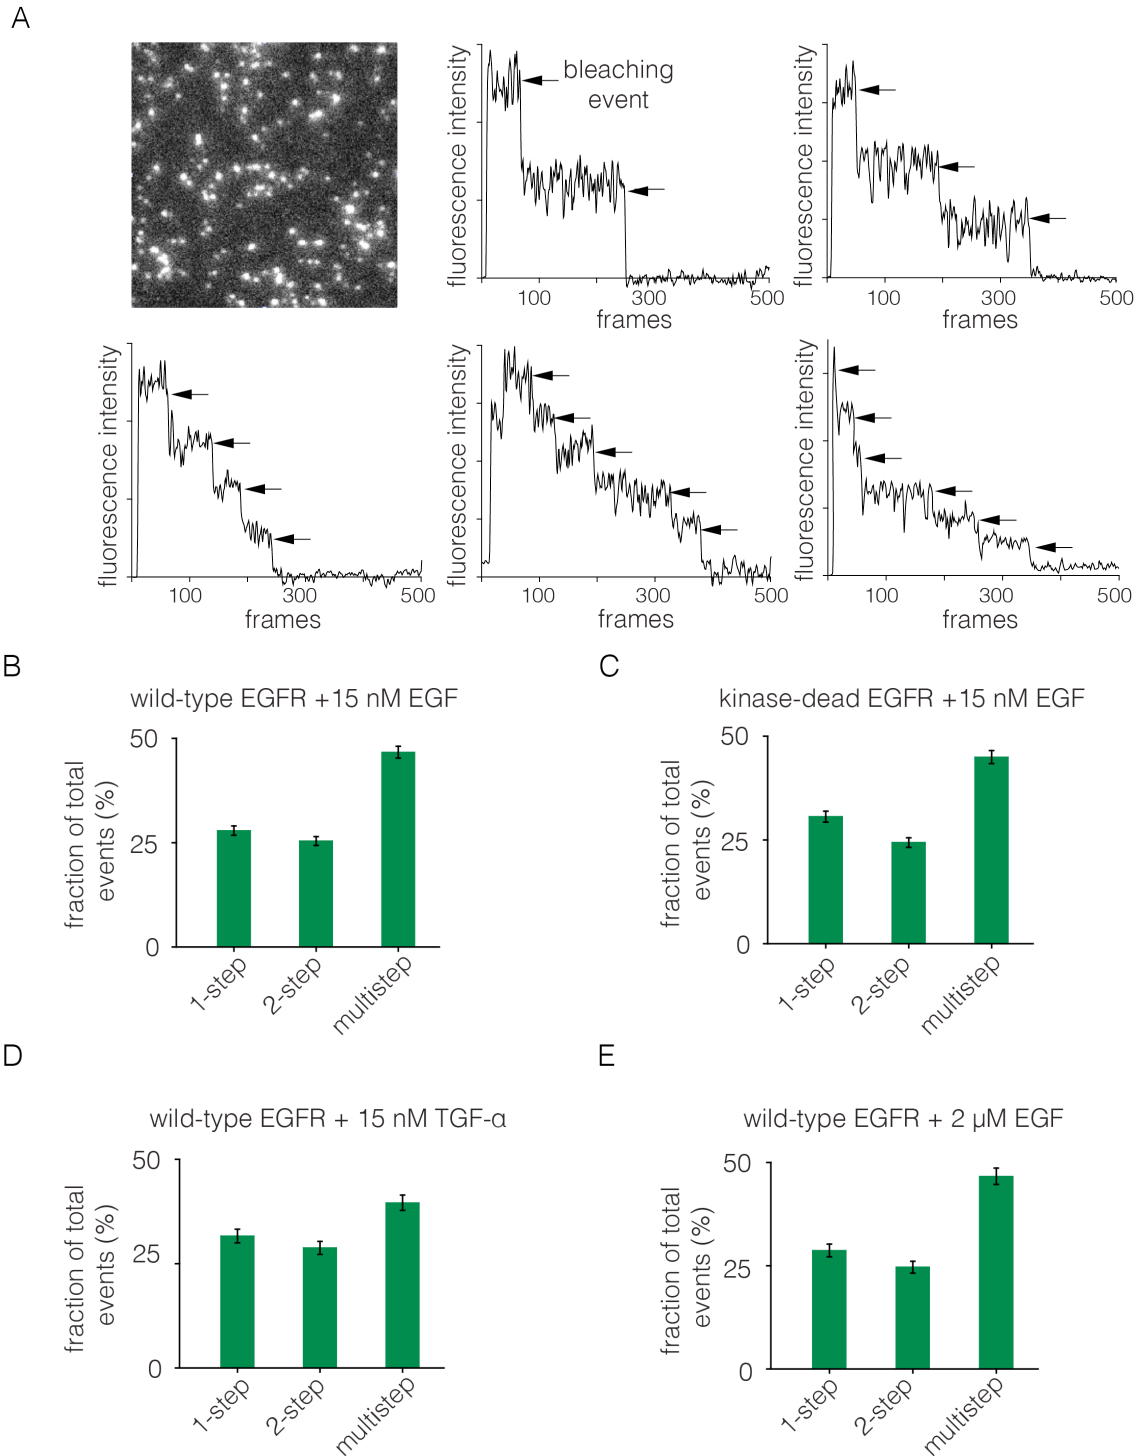 A
fluorescence intensity
bleaching
event
100
300
500
frames
fluorescence intensity
100
300
500
frames
fluorescence intensity
100
300
500
frames
fluorescence intensity
100
300
500
frames
fluorescence intensity
100
300
500
frames
B
wild-type EGFR +15 nM EGF
fraction of total
events (%)
50
25
0
1-step
2-step
multistep
C
kinase-dead EGFR +15 nM EGF
fraction of total
events (%)
50
25
0
1-step
2-step
multistep
D
wild-type EGFR + 15 nM TGF-α
fraction of total
events (%)
50
25
0
1-step
2-step
multistep
E
wild-type EGFR + 2 µM EGF
fraction of total
events (%)
50
25
0
1-step
2-step
multistep